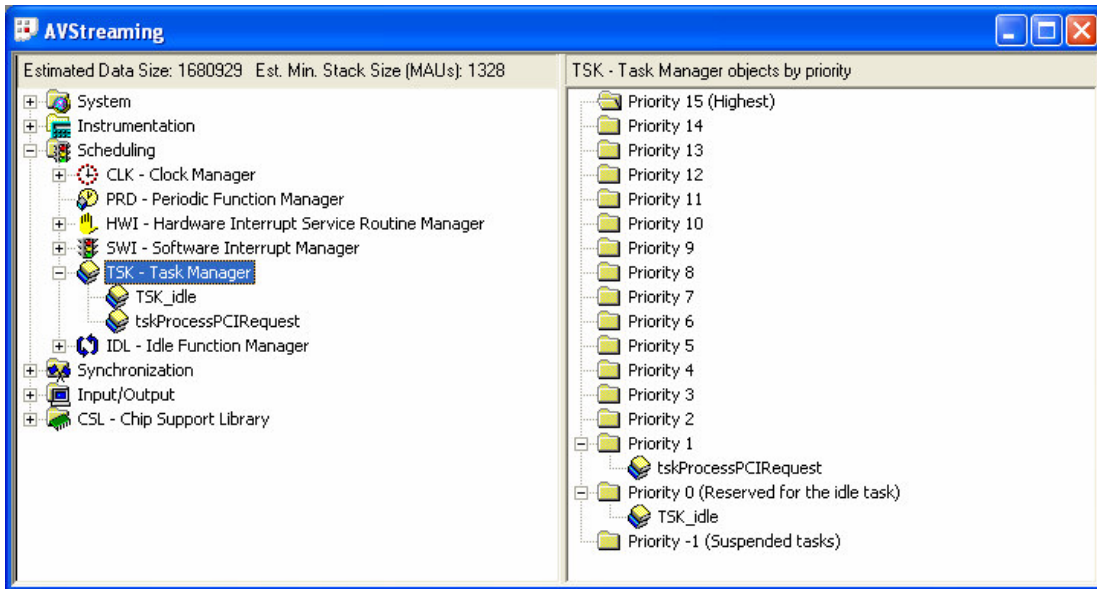 AVStreaming
Estimated Data Size: 1680929 Est. Min. Stack Size (MAUs): 1328
System
Instrumentation
Scheduling
CLK - Clock Manager
PRD - Periodic Function Manager
HWI - Hardware Interrupt Service Routine Manager
SWI - Software Interrupt Manager
TSK - Task Manager
TSK_idle
tskProcessPCIRequest
IDL - Idle Function Manager
Synchronization
Input/Output
CSL - Chip Support Library
TSK - Task Manager objects by priority
Priority 15 (Highest)
Priority 14
Priority 13
Priority 12
Priority 11
Priority 10
Priority 9
Priority 8
Priority 7
Priority 6
Priority 5
Priority 4
Priority 3
Priority 2
Priority 1
tskProcessPCIRequest
Priority 0 (Reserved for the idle task)
TSK_idle
Priority -1 (Suspended tasks)